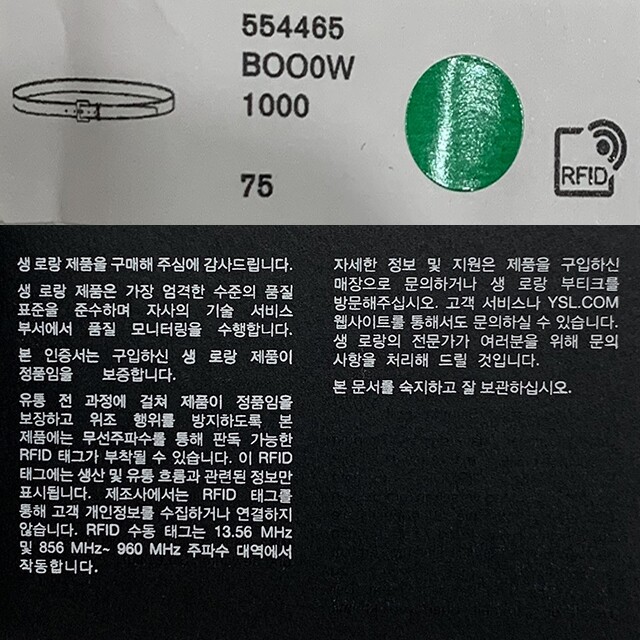 554465
BOO0W
1000
75
RFID
생 로랑 제품을 구매해 주심에 감사드립니다.
생 로랑 제품은 가장 엄격한 수준의 품질
표준을 준수하며 자사의 기술 서비스
부서에서 품질 모니터링을 수행합니다.
본 인증서는 구입하신 생 로랑 제품이
정품임을 보증합니다.
유통 전 과정에 걸쳐 제품이 정품임을
보장하고 위조 행위를 방지하도록 본
제품에는 무선주파수를 통해 판독 가능한
RFID 태그가 부착될 수 있습니다. 이 RFID
태그에는 생산 및 유통 흐름과 관련된 정보만
표시됩니다. 제조사에서는 RFID 태그를
통해 고객 개인정보를 수집하거나 연결하지
않습니다. RFID 수동 태그는 13.56 MHz
및 856 MHz~ 960 MHz 주파수 대역에서
작동합니다.
자세한 정보 및 지원은 제품을 구입하신
매장으로 문의하거나 생 로랑 부티크를
방문해주십시오. 고객 서비스나 YSL.COM
웹사이트를 통해서도 문의하실 수 있습니다.
생 로랑의 전문가가 여러분을 위해 문의
사항을 처리해 드릴 것입니다.
본 문서를 숙지하고 잘 보관하십시오.